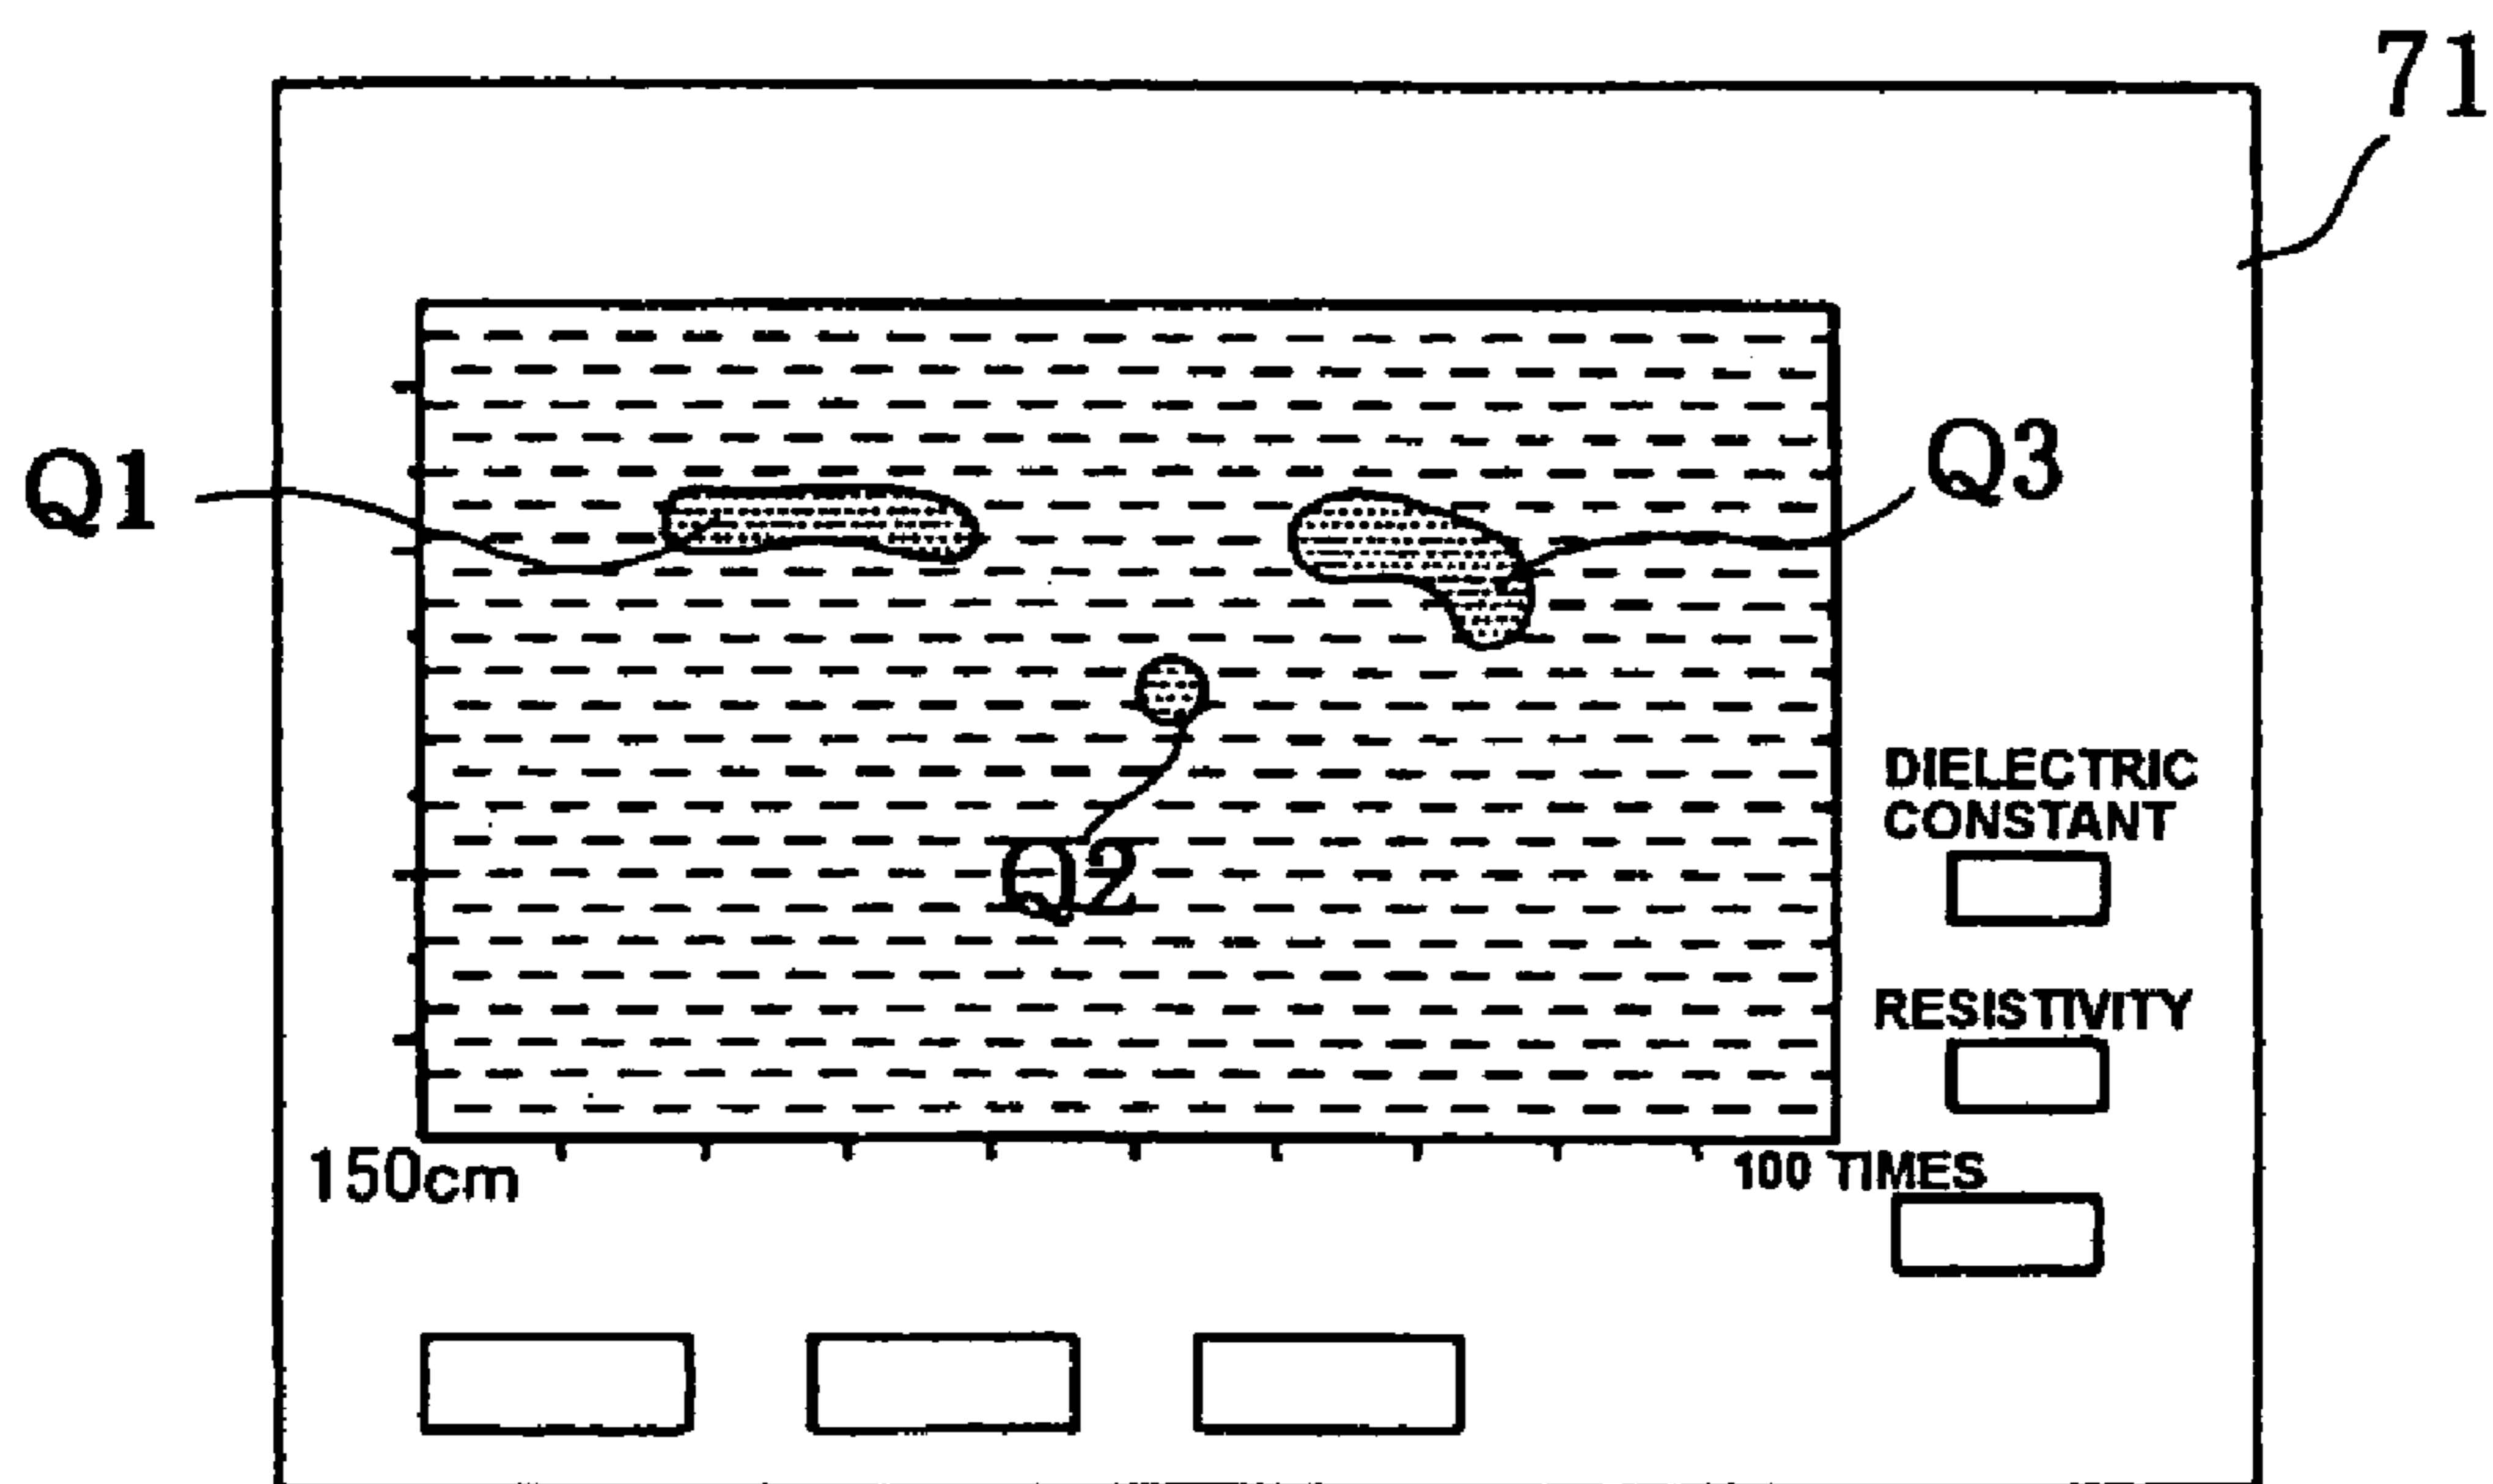 71
Q1
Q3
Q2
DIELECTRIC
CONSTANT
RESISTIVITY
150cm
100 TIMES